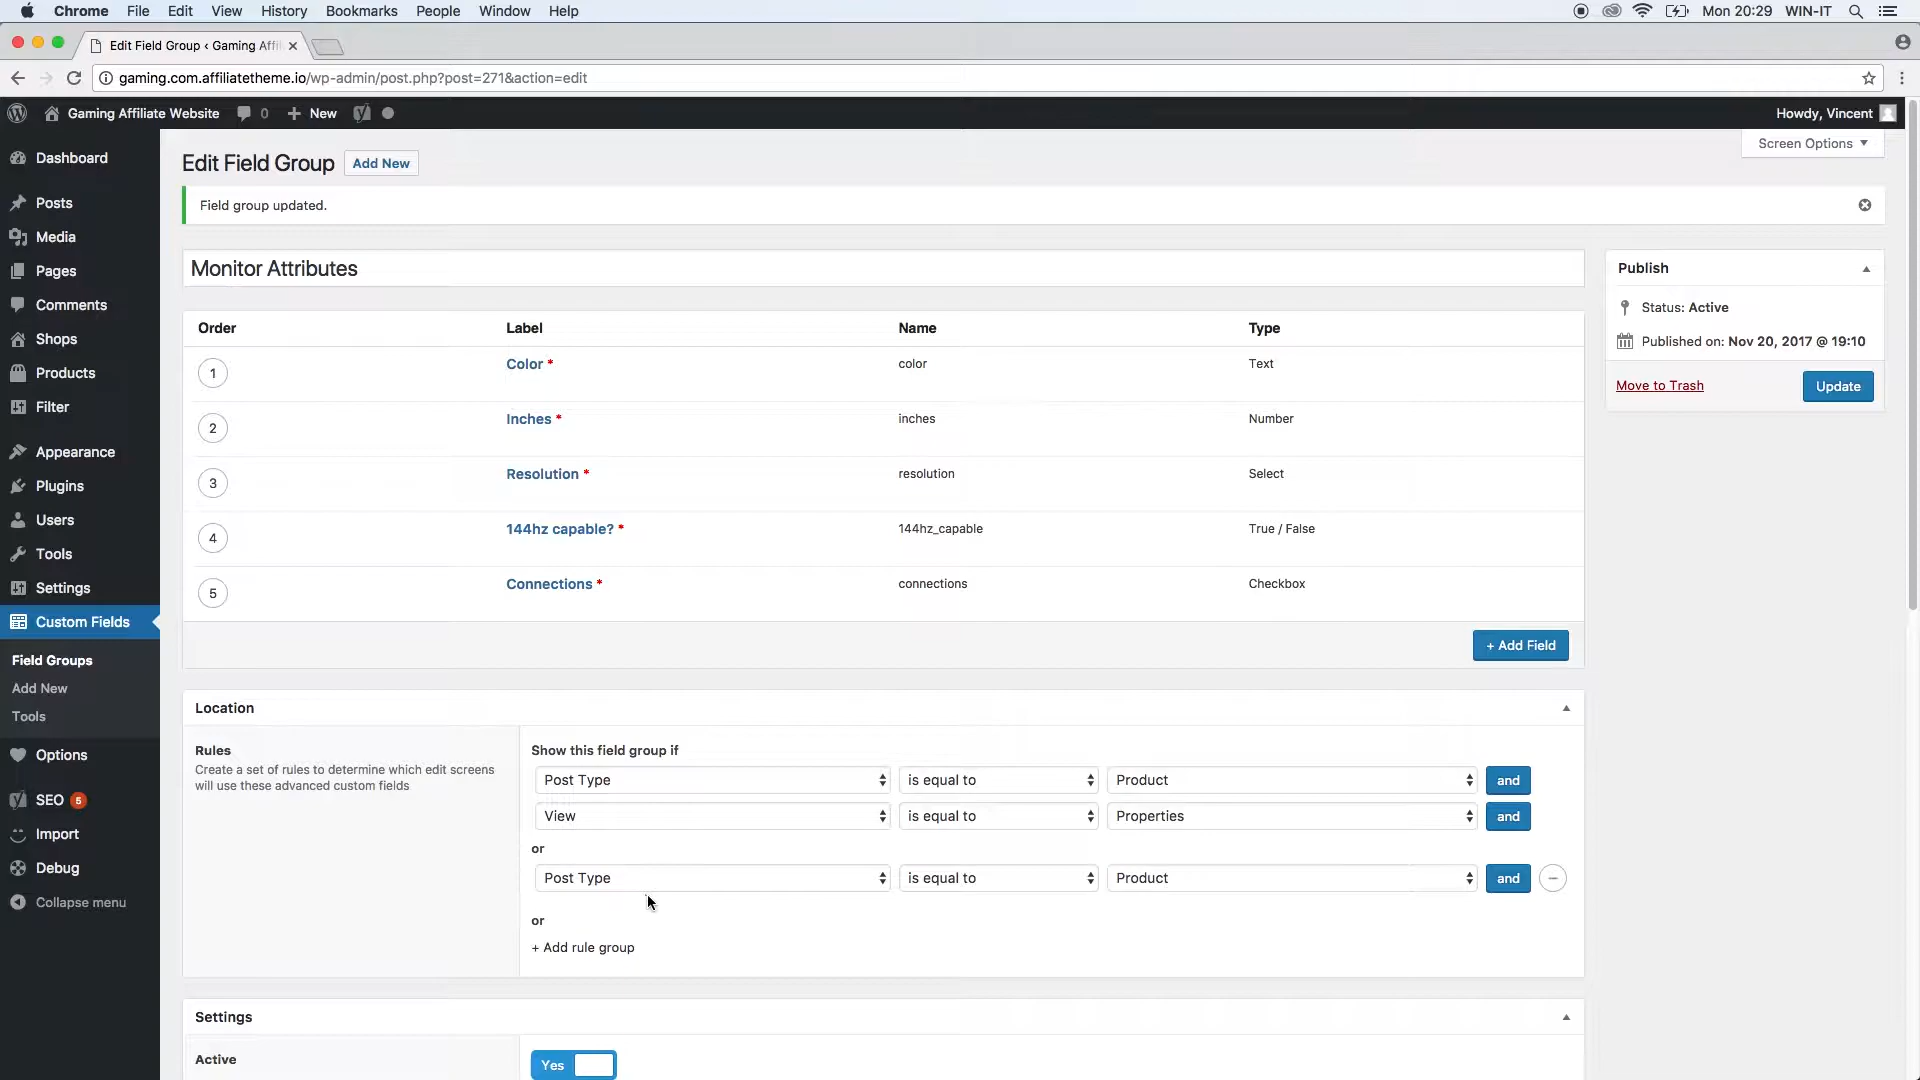 Chrome File Edit View History Bookmarks People Window Help Mon 20:29 WIN-IT
Edit Field Group ‹ Gaming Affi
gaming.com.affiliatetheme.io/wp-admin/post.php?post=271&action=edit
Gaming Affiliate Website 0 + New Howdy, Vincent
Screen Options
Dashboard
Posts
Media
Pages
Comments
Shops
Products
Filter
Appearance
Plugins
Users
Tools
Settings
Custom Fields
Field Groups
Add New
Tools
Options
SEO 5
Import
Debug
Collapse menu
Edit Field Group Add New
Field group updated.
Monitor Attributes
Order Label Name Type
1 Color * color Text
2 Inches * inches Number
3 Resolution * resolution Select
4 144hz capable? * 144hz_capable True / False
5 Connections * connections Checkbox
+ Add Field
Publish
Status: Active
Published on: Nov 20, 2017 @ 19:10
Move to Trash Update
Location
Rules
Create a set of rules to determine which edit screens
will use these advanced custom fields
Show this field group if
Post Type is equal to Product and
View is equal to Properties and
or
Post Type is equal to Product and
or
+ Add rule group
Settings
Active Yes